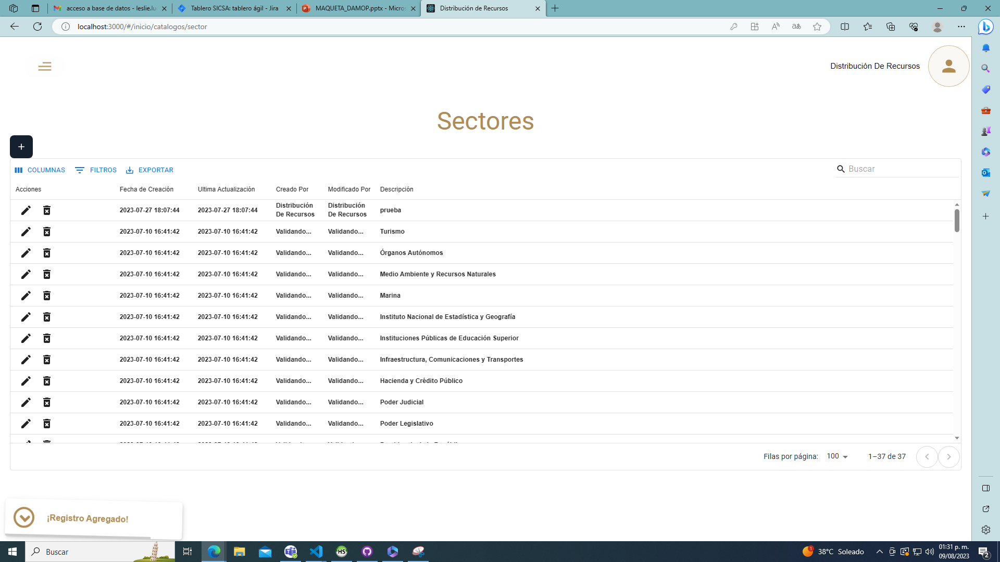 acceso a base de datos - leslie.lu
Tablero SICSA: tablero ágil - Jira
MAQUETA_DAMOP.pptx - Micros
Distribución de Recursos
localhost:3000/#/inicio/catalogos/sector
Distribución De Recursos
Sectores
COLUMNAS FILTROS EXPORTAR
Buscar
Acciones Fecha de Creación Ultima Actualización Creado Por Modificado Por Descripción
2023-07-27 18:07:44 2023-07-27 18:07:44 Distribución De Recursos Distribución De Recursos prueba
2023-07-10 16:41:42 2023-07-10 16:41:42 Validando... Validando... Turismo
2023-07-10 16:41:42 2023-07-10 16:41:42 Validando... Validando... Órganos Autónomos
2023-07-10 16:41:42 2023-07-10 16:41:42 Validando... Validando... Medio Ambiente y Recursos Naturales
2023-07-10 16:41:42 2023-07-10 16:41:42 Validando... Validando... Marina
2023-07-10 16:41:42 2023-07-10 16:41:42 Validando... Validando... Instituto Nacional de Estadística y Geografía
2023-07-10 16:41:42 2023-07-10 16:41:42 Validando... Validando... Instituciones Públicas de Educación Superior
2023-07-10 16:41:42 2023-07-10 16:41:42 Validando... Validando... Infraestructura, Comunicaciones y Transportes
2023-07-10 16:41:42 2023-07-10 16:41:42 Validando... Validando... Hacienda y Crédito Público
2023-07-10 16:41:42 2023-07-10 16:41:42 Validando... Validando... Poder Judicial
2023-07-10 16:41:42 2023-07-10 16:41:42 Validando... Validando... Poder Legislativo
Filas por página: 100 1–37 de 37
¡Registro Agregado!
Buscar
1
38°C Soleado
01:31 p. m.
09/08/2023
2